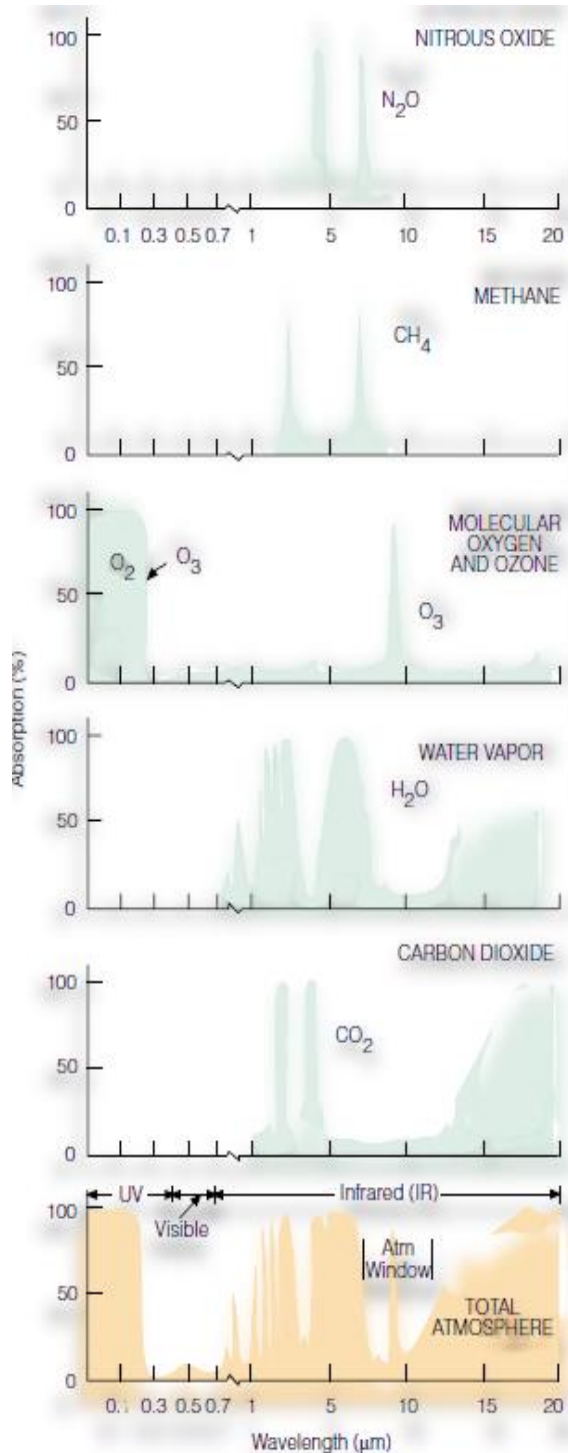 NITROUS OXIDE
100
N2O
50
0
0.1 0.3 0.5 0.7 1 5 10 15 20
METHANE
100
CH4
50
0
MOLECULAR
OXYGEN
AND OZONE
100
O2
O3
50
O3
0
Absorption (%)
WATER VAPOR
100
H2O
50
0
CARBON DIOXIDE
100
CO2
50
0
UV
Visible
Infrared (IR)
100
Atm
Window
50
TOTAL
ATMOSPHERE
0
0.1 0.3 0.5 0.7 1 5 10 15 20
Wavelength (μm)